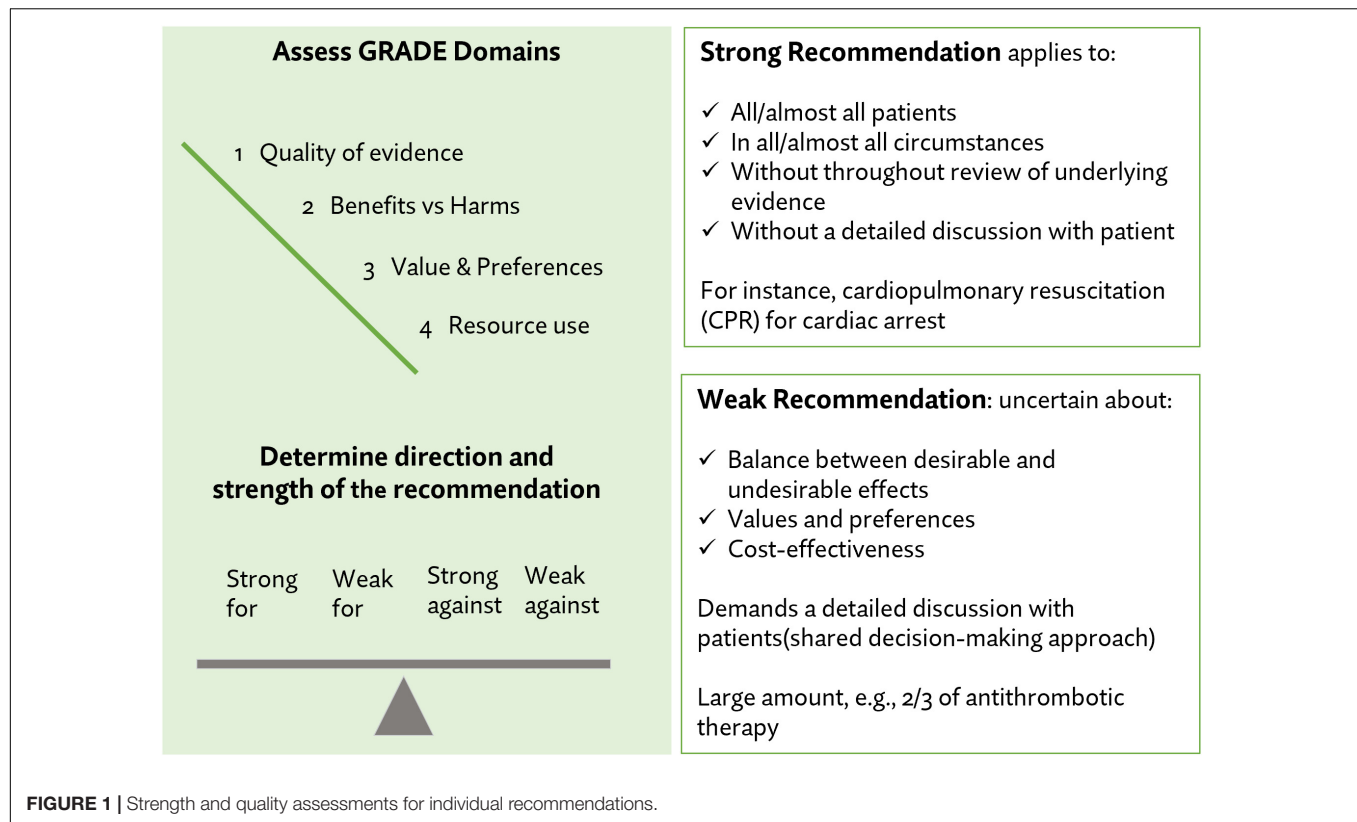 Assess GRADE Domains
1 Quality of evidence
2 Benefits vs Harms
3 Value & Preferences
4 Resource use
Determine direction and
strength of the recommendation
Strong
for
Weak
for
Strong
against
Weak
against
Strong Recommendation applies to:
✓ All/almost all patients
✓ In all/almost all circumstances
✓ Without throughout review of underlying
evidence
✓ Without a detailed discussion with patient
For instance, cardiopulmonary resuscitation
(CPR) for cardiac arrest
Weak Recommendation: uncertain about:
✓ Balance between desirable and
undesirable effects
✓ Values and preferences
✓ Cost-effectiveness
Demands a detailed discussion with
patients(shared decision-making approach)
Large amount, e.g., 2/3 of antithrombotic
therapy
FIGURE 1 | Strength and quality assessments for individual recommendations.